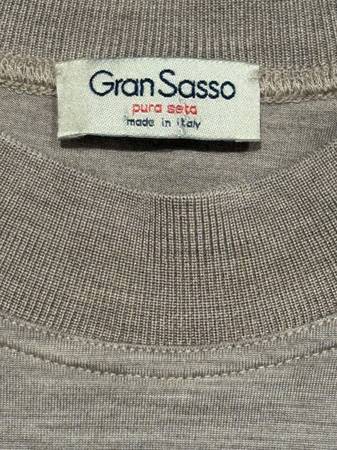 Gran Sasso
pura seta
made in italy